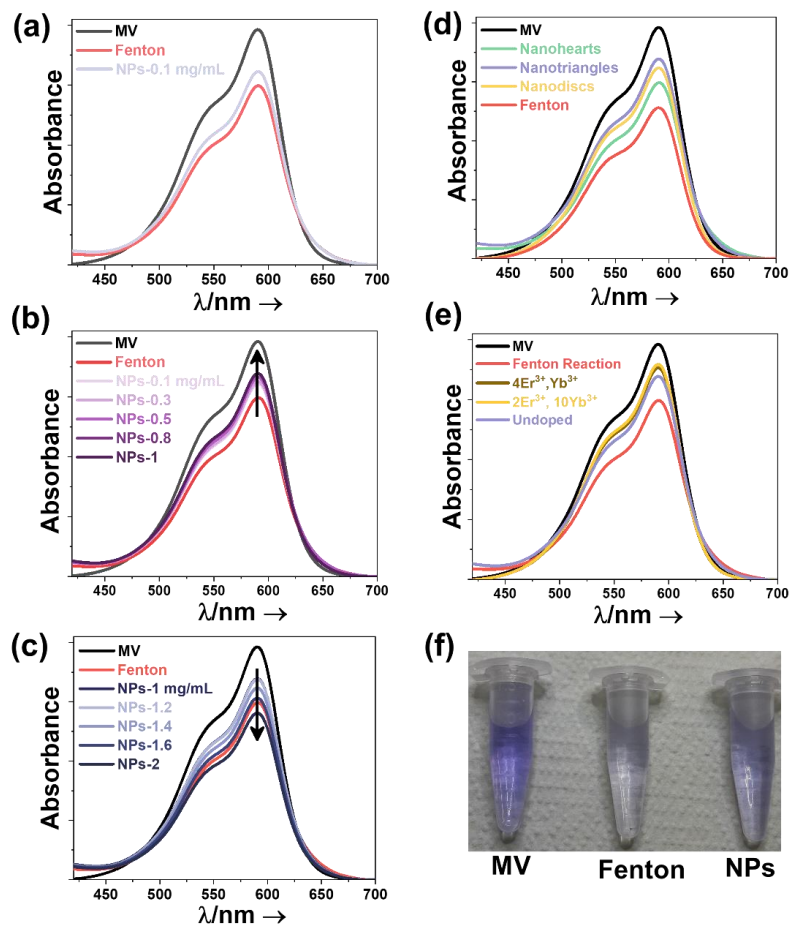 (a)
MV
Fenton
NPs-0.1 mg/mL
Absorbance
450 500 550 600 650 700
λ/nm →
(b)
MV
Fenton
NPs-0.1 mg/mL
NPs-0.3
NPs-0.5
NPs-0.8
NPs-1
Absorbance
450 500 550 600 650 700
λ/nm →
(c)
MV
Fenton
NPs-1 mg/mL
NPs-1.2
NPs-1.4
NPs-1.6
NPs-2
Absorbance
450 500 550 600 650 700
λ/nm →
(d)
MV
Nanohearts
Nanotriangles
Nanodiscs
Fenton
Absorbance
450 500 550 600 650 700
λ/nm →
(e)
MV
Fenton Reaction
4Er³⁺,Yb³⁺
2Er³⁺, 10Yb³⁺
Undoped
Absorbance
450 500 550 600 650 700
λ/nm →
(f)
MV Fenton NPs